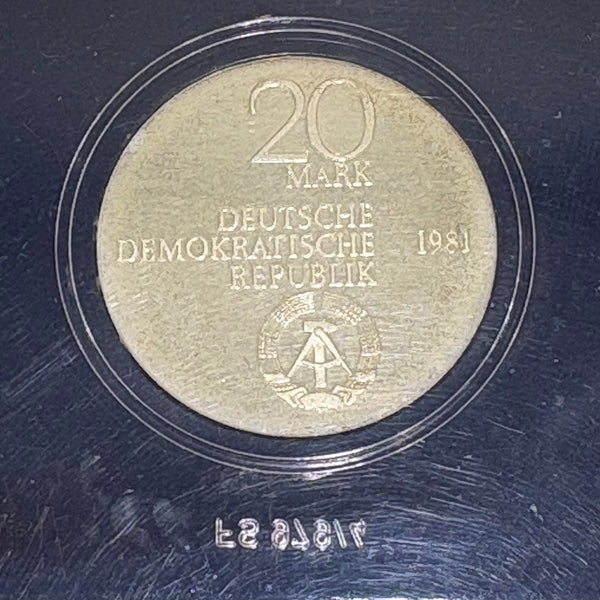 20
MARK
DEUTSCHE
DEMOKRATISCHE 1981
REPUBLIK